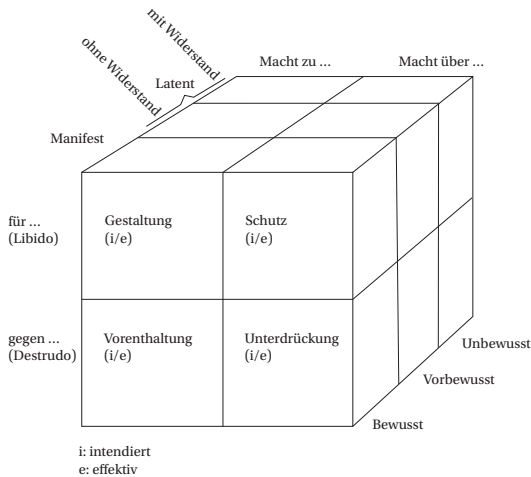 mit Widerstand
ohne Widerstand
Latent
Macht zu ...
Macht über ...
Manifest
für ...
(Libido)
Gestaltung
(i/e)
Schutz
(i/e)
gegen ...
(Destrudo)
Vorenthaltung
(i/e)
Unterdrückung
(i/e)
Unbewusst
Vorbewusst
Bewusst
i: intendiert
e: effektiv